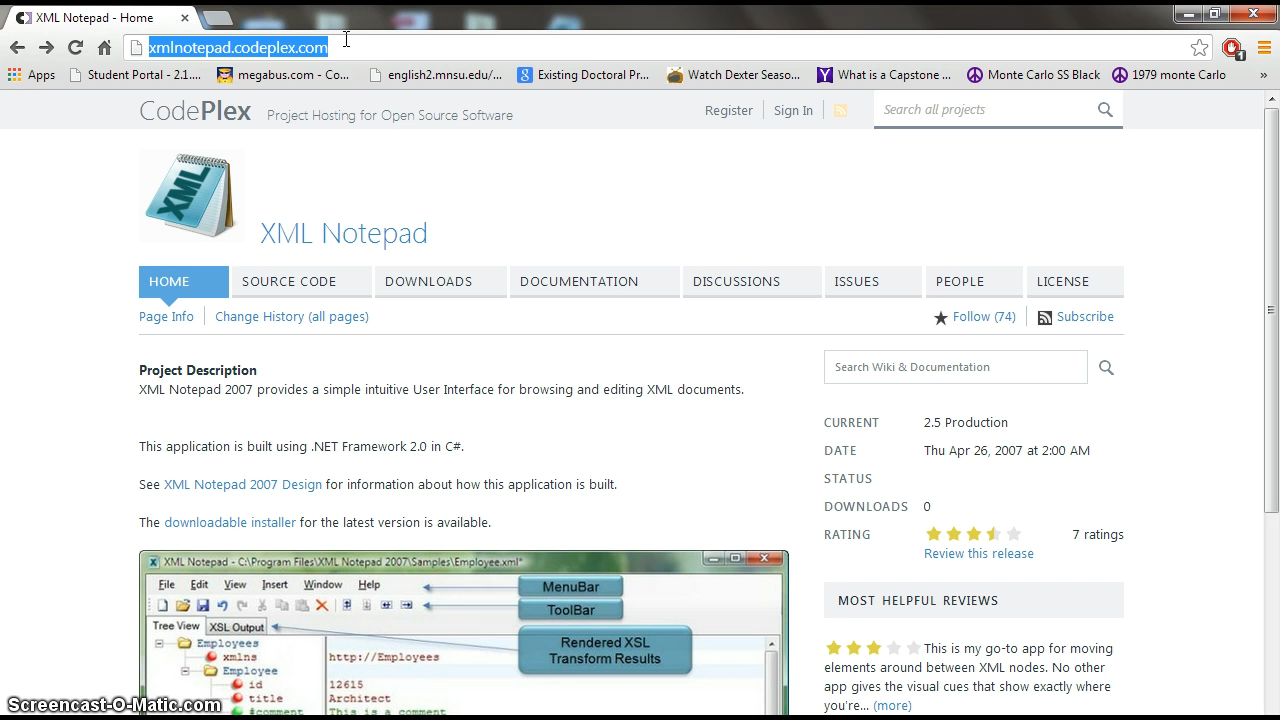 XML Notepad - Home
xmlnotepad.codeplex.com
Apps
Student Portal - 2.1...
megabus.com - Co...
english2.mnsu.edu/...
Existing Doctoral Pr...
Watch Dexter Seaso...
What is a Capstone ...
Monte Carlo SS Black
1979 monte Carlo
»
CodePlex Project Hosting for Open Source Software
Register
Sign In
Search all projects
XML
XML Notepad
HOME
SOURCE CODE
DOWNLOADS
DOCUMENTATION
DISCUSSIONS
ISSUES
PEOPLE
LICENSE
Page Info
Change History (all pages)
Follow (74)
Subscribe
Project Description
XML Notepad 2007 provides a simple intuitive User Interface for browsing and editing XML documents.
This application is built using .NET Framework 2.0 in C#.
See XML Notepad 2007 Design for information about how this application is built.
The downloadable installer for the latest version is available.
XML Notepad - C:\Program Files\XML Notepad 2007\Samples\Employee.xml*
File Edit View Insert Window Help
MenuBar
ToolBar
Tree View XSL Output
Rendered XSL
Transform Results
Employees
xmlns http://Employees
Employee
id 12615
title Architect
#comment This is a comment
Search Wiki & Documentation
CURRENT 2.5 Production
DATE Thu Apr 26, 2007 at 2:00 AM
STATUS
DOWNLOADS 0
RATING 7 ratings
Review this release
MOST HELPFUL REVIEWS
This is my go-to app for moving
elements around between XML nodes. No other
app gives the visual cues that show exactly where
you're... (more)
Screencast-O-Matic.com
1